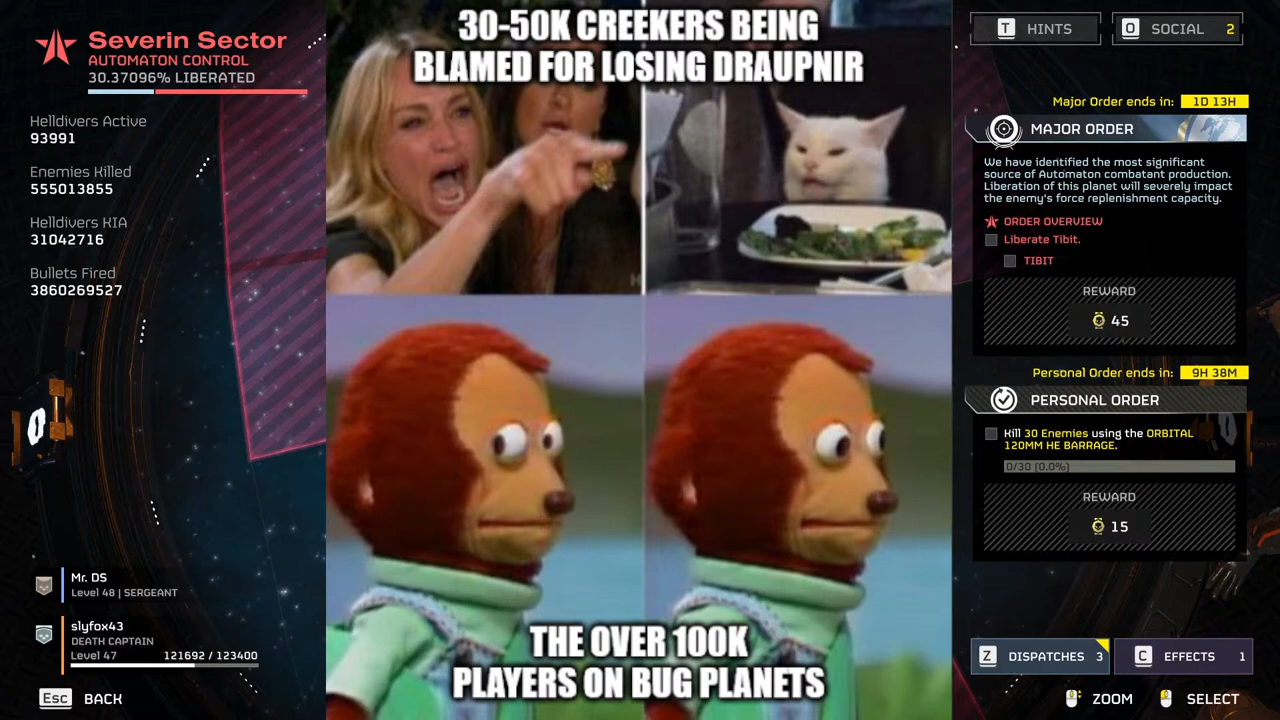 Severin Sector
AUTOMATON CONTROL
30.37096% LIBERATED
Helldivers Active
93991
Enemies Killed
555013855
Helldivers KIA
31042716
Bullets Fired
3860269527
Mr. DS
Level 48 | SERGEANT
slyfox43
DEATH CAPTAIN
Level 47 121692 / 123400
Esc BACK
30-50K CREEKERS BEING
BLAMED FOR LOSING DRAUPNIR
THE OVER 100K
PLAYERS ON BUG PLANETS
T HINTS
O SOCIAL 2
Major Order ends in: 1D 13H
MAJOR ORDER
We have identified the most significant
source of Automaton combatant production.
Liberation of this planet will severely impact
the enemy's force replenishment capacity.
ORDER OVERVIEW
Liberate Tibit.
TIBIT
REWARD
45
Personal Order ends in: 9H 38M
PERSONAL ORDER
Kill 30 Enemies using the ORBITAL
120MM HE BARRAGE.
0/30 (0.0%)
REWARD
15
Z DISPATCHES 3
C EFFECTS 1
ZOOM SELECT